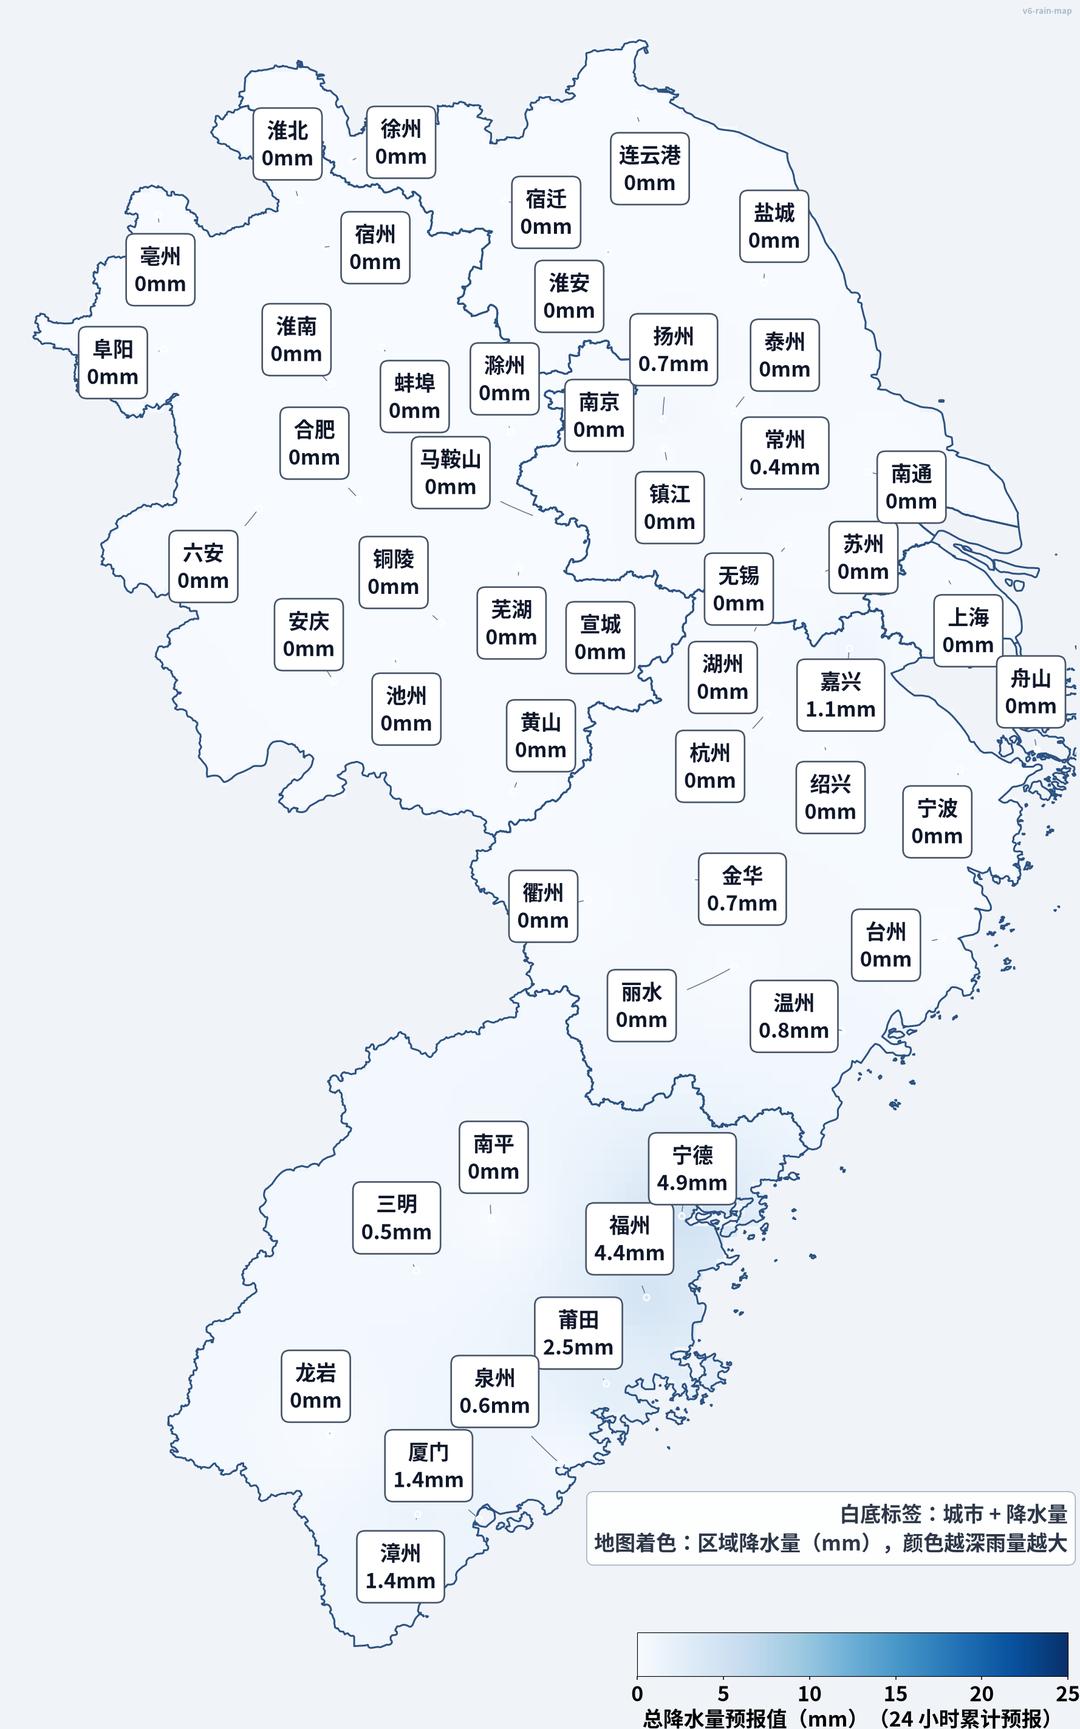 v6-rain-map
淮北
0mm
徐州
0mm
连云港
0mm
宿迁
0mm
盐城
0mm
宿州
0mm
亳州
0mm
淮安
0mm
淮南
0mm
扬州
0.7mm
泰州
0mm
阜阳
0mm
滁州
0mm
蚌埠
0mm
南京
0mm
合肥
0mm
常州
0.4mm
马鞍山
0mm
南通
0mm
镇江
0mm
六安
0mm
苏州
0mm
铜陵
0mm
无锡
0mm
芜湖
0mm
安庆
0mm
宣城
0mm
上海
0mm
湖州
0mm
嘉兴
1.1mm
舟山
0mm
池州
0mm
黄山
0mm
杭州
0mm
绍兴
0mm
宁波
0mm
金华
0.7mm
衢州
0mm
台州
0mm
丽水
0mm
温州
0.8mm
南平
0mm
宁德
4.9mm
三明
0.5mm
福州
4.4mm
莆田
2.5mm
龙岩
0mm
泉州
0.6mm
厦门
1.4mm
漳州
1.4mm
白底标签：城市 + 降水量
地图着色：区域降水量（mm），颜色越深雨量越大
0 5 10 15 20 25
总降水量预报值（mm）（24 小时累计预报）